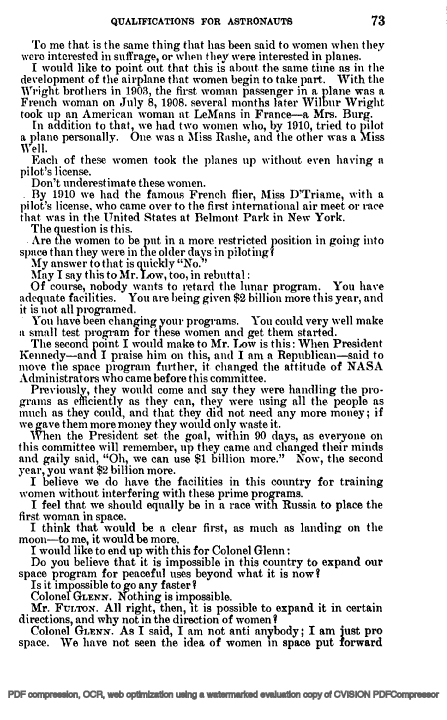 QUALIFICATIONS FOR ASTRONAUTS 73
To me that is the same thing that has been said to women when they
were interested in suffrage, or when they were interested in planes.
I would like to point out that this is about the same time as in the
development of the airplane that women begin to take part. With the
Wright brothers in 1903, the first woman passenger in a plane was a
French woman on July 8, 1908. several months later Wilbur Wright
took up an American woman at LeMans in France—a Mrs. Burg.
In addition to that, we had two women who, by 1910, tried to pilot
a plane personally. One was a Miss Rashe, and the other was a Miss
Well.
Each of these women took the planes up without even having a
pilot's license.
Don't underestimate these women.
By 1910 we had the famous French flier, Miss D'Triame, with a
pilot's license, who came over to the first international air meet or race
that was in the United States at Belmont Park in New York.
The question is this.
Are the women to be put in a more restricted position in going into
space than they were in the older days in piloting?
My answer to that is quickly "No."
May I say this to Mr. Low, too, in rebuttal:
Of course, nobody wants to retard the lunar program. You have
adequate facilities. You are being given $2 billion more this year, and
it is not all programed.
You have been changing your programs. You could very well make
a small test program for these women and get them started.
The second point I would make to Mr. Low is this: When President
Kennedy—and I praise him on this, and I am a Republican—said to
move the space program further, it changed the attitude of NASA
Administrators who came before this committee.
Previously, they would come and say they were handling the pro-
grams as efficiently as they can, they were using all the people as
much as they could, and that they did not need any more money; if
we gave them more money they would only waste it.
When the President set the goal, within 90 days, as everyone on
this committee will remember, up they came and changed their minds
and gaily said, "Oh, we can use $1 billion more." Now, the second
year, you want $2 billion more.
I believe we do have the facilities in this country for training
women without interfering with these prime programs.
I feel that we should equally be in a race with Russia to place the
first woman in space.
I think that would be a clear first, as much as landing on the
moon—to me, it would be more.
I would like to end up with this for Colonel Glenn:
Do you believe that it is impossible in this country to expand our
space program for peaceful uses beyond what it is now?
Is it impossible to go any faster?
Colonel GLENN. Nothing is impossible.
Mr. FULTON. All right, then, it is possible to expand it in certain
directions, and why not in the direction of women?
Colonel GLENN. As I said, I am not anti anybody; I am just pro
space. We have not seen the idea of women in space put forward
PDF compression, OCR, web optimization using a watermarked evaluation copy of CVISION PDFCompressor